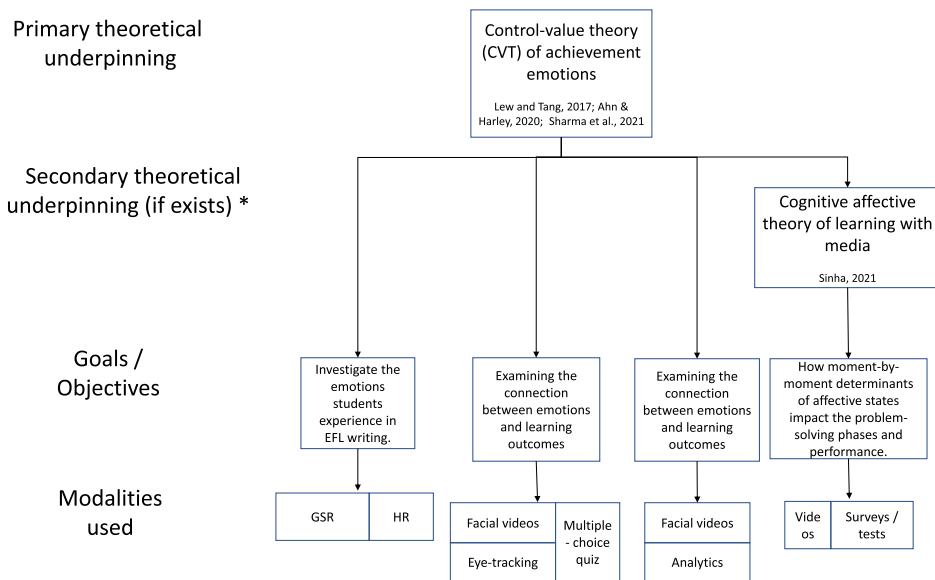 Primary theoretical
underpinning
Control-value theory
(CVT) of achievement
emotions
Lew and Tang, 2017; Ahn &
Harley, 2020; Sharma et al., 2021
Secondary theoretical
underpinning (if exists) *
Cognitive affective
theory of learning with
media
Sinha, 2021
Goals /
Objectives
Investigate the
emotions
students
experience in
EFL writing.
Examining the
connection
between emotions
and learning
outcomes
Examining the
connection
between emotions
and learning
outcomes
How moment-by-
moment determinants
of affective states
impact the problem-
solving phases and
performance.
Modalities
used
GSR
HR
Facial videos
Eye-tracking
Multiple
- choice
quiz
Facial videos
Analytics
Vide
os
Surveys /
tests